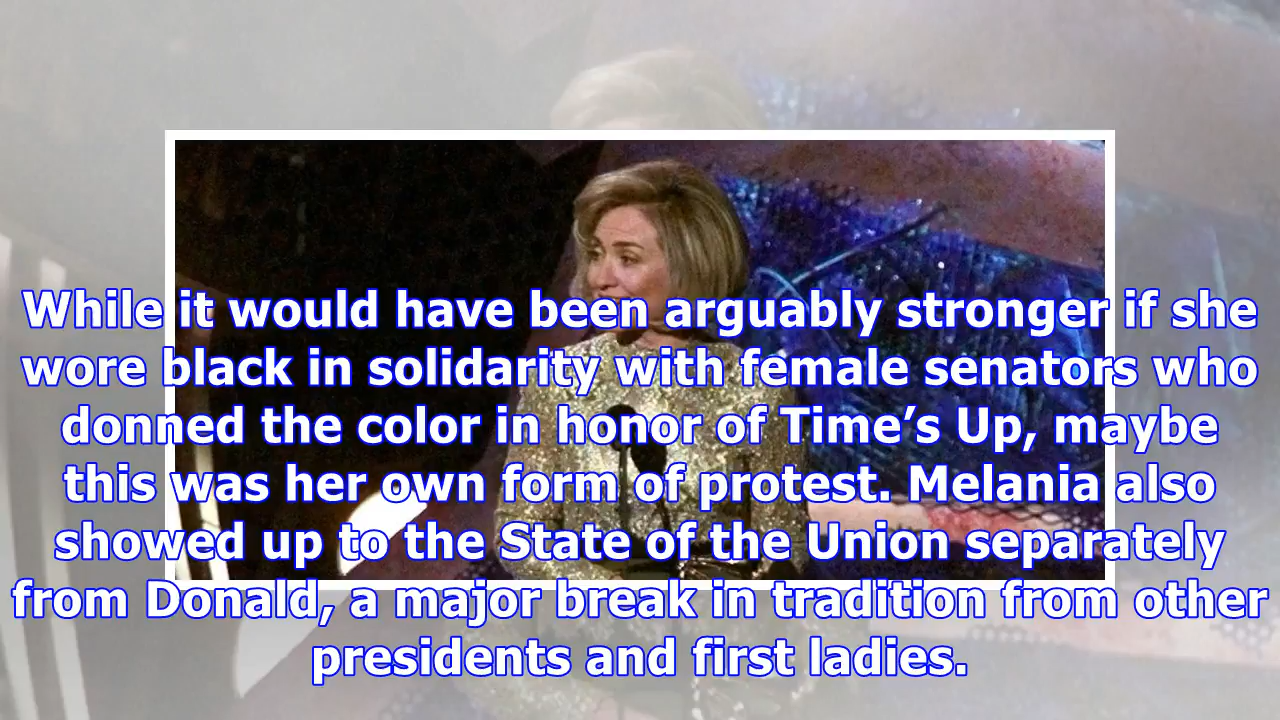 While it would have been arguably stronger if she
wore black in solidarity with female senators who
donned the color in honor of Time’s Up, maybe
this was her own form of protest. Melania also
showed up to the State of the Union separately
from Donald, a major break in tradition from other
presidents and first ladies.